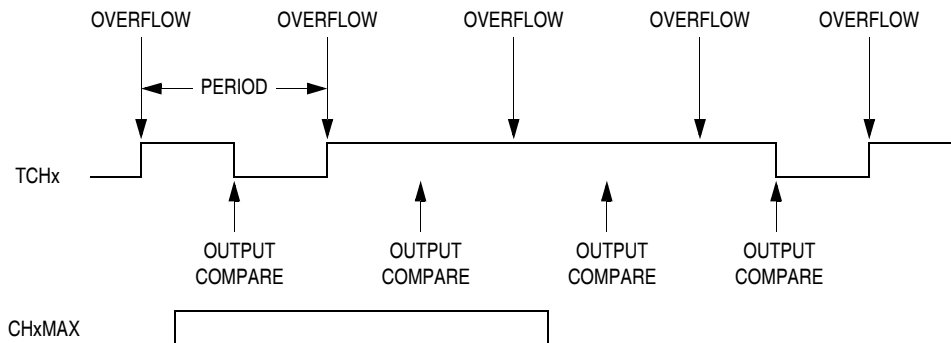 OVERFLOW OVERFLOW OVERFLOW OVERFLOW OVERFLOW
PERIOD
TCHx
OUTPUT OUTPUT OUTPUT OUTPUT
COMPARE COMPARE COMPARE COMPARE
CHxMAX